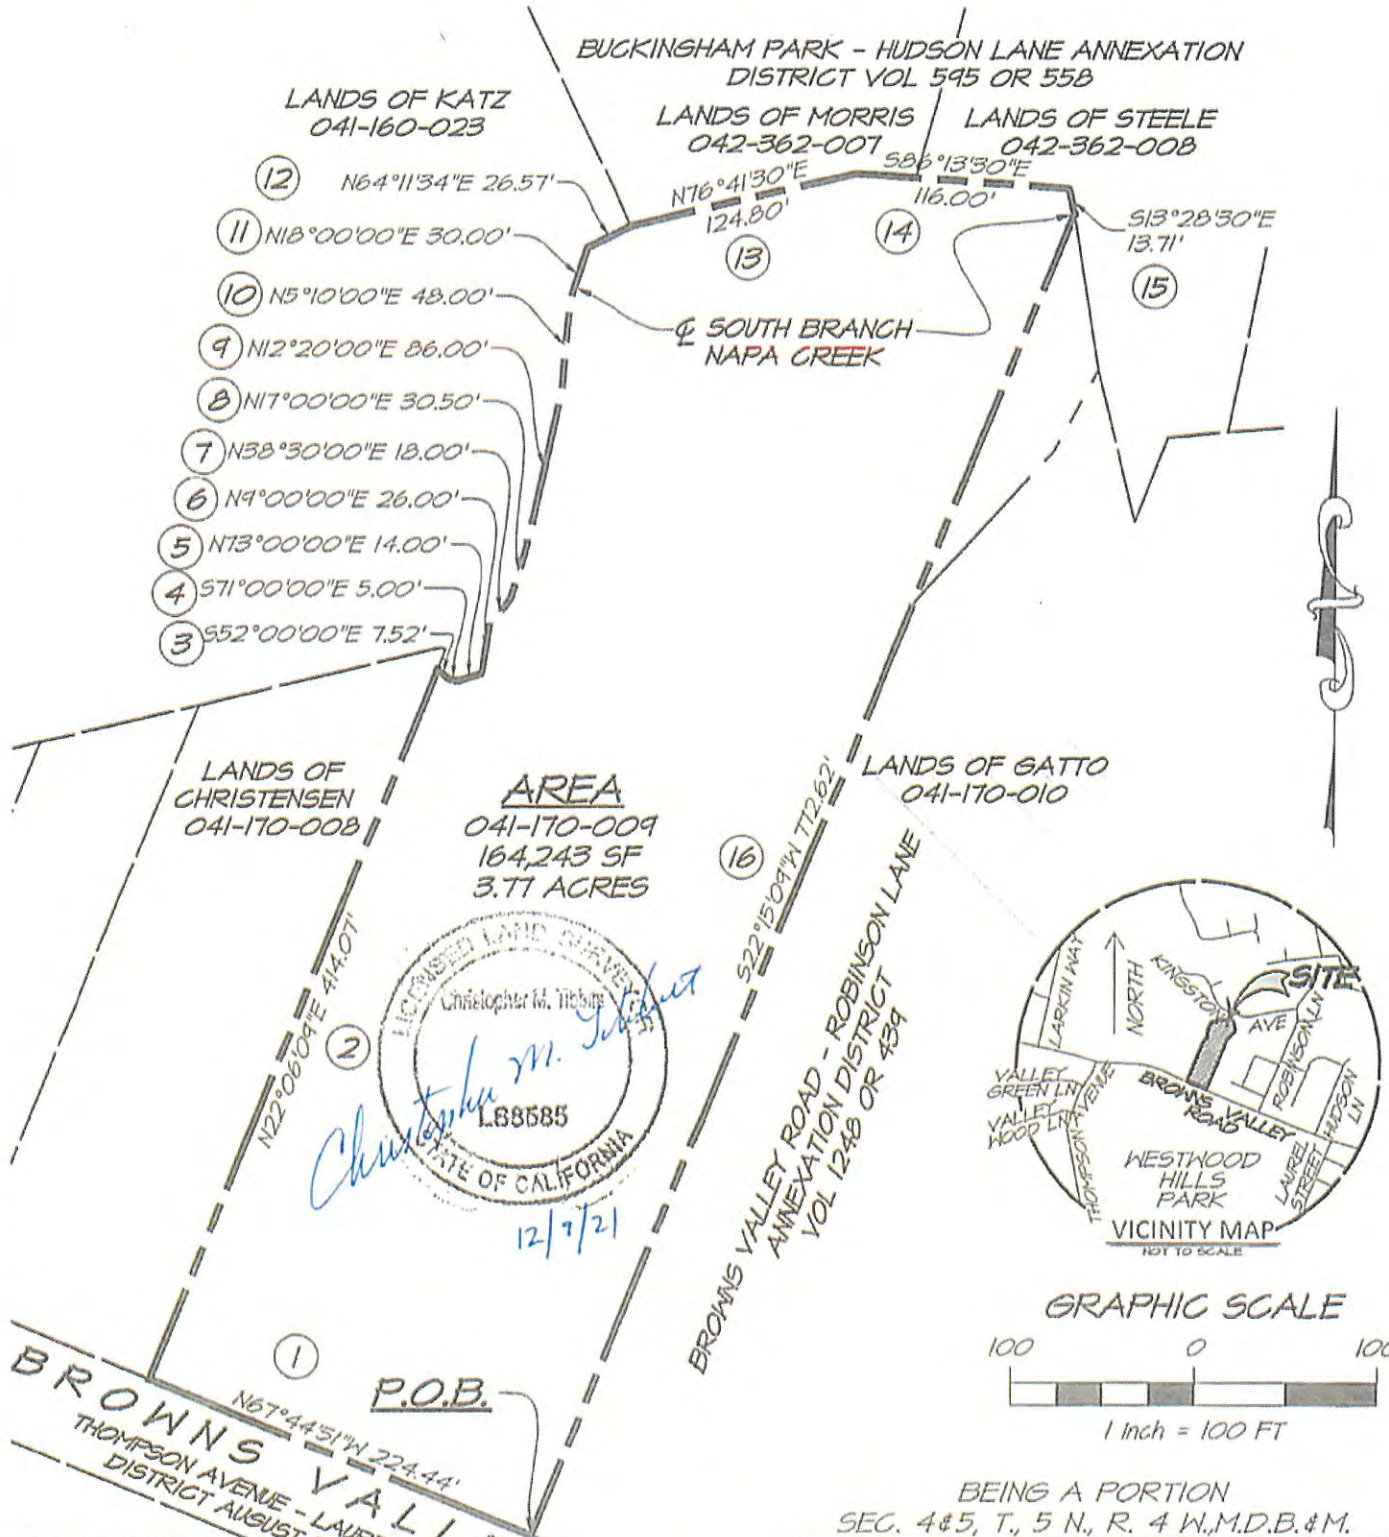 BUCKINGHAM PARK - HUDSON LANE ANNEXATION
DISTRICT VOL 595 OR 558
LANDS OF KATZ
041-160-023
LANDS OF MORRIS
042-362-007
LANDS OF STEELE
042-362-008
12 N64°11'34"E 26.57'
N76°41'30"E
124.80'
13
S86°13'30"E
116.00'
14
S13°28'30"E
13.71'
15
11 N18°00'00"E 30.00'
10 N5°10'00"E 48.00'
9 N12°20'00"E 86.00'
8 N17°00'00"E 30.50'
7 N38°30'00"E 18.00'
6 N9°00'00"E 26.00'
5 N73°00'00"E 14.00'
4 S71°00'00"E 5.00'
3 S52°00'00"E 7.52'
℄ SOUTH BRANCH
NAPA CREEK
LANDS OF
CHRISTENSEN
041-170-008
AREA
041-170-009
164,243 SF
3.77 ACRES
LANDS OF GATTO
041-170-010
16
S22°15'09"W 772.62'
2
N22°06'09"E 414.07'
LICENSED LAND SURVEYOR
Christopher M. Tibbits
Christopher M. Tibbits
LS8585
STATE OF CALIFORNIA
12/9/21
BROWNS VALLEY ROAD - ROBINSON LANE
ANNEXATION DISTRICT
VOL 1248 OR 439
LARKIN WAY
NORTH
KINGSTON
AVE
SITE
ROBINSON LN
HUDSON
LN
VALLEY
GREEN LN
VALLEY
WOOD LN
THOMPSON AVENUE
BROWNS VALLEY
ROAD
LAUREL
STREET
WESTWOOD
HILLS
PARK
VICINITY MAP
NOT TO SCALE
GRAPHIC SCALE
100 0 100
1 Inch = 100 FT
1
N67°44'51"W 224.44'
P.O.B.
BROWNS VALL
THOMPSON AVENUE - LAUR
DISTRICT AUGUST
BEING A PORTION
SEC. 4&5, T., 5 N., R. 4 W.M.D.B.&M.